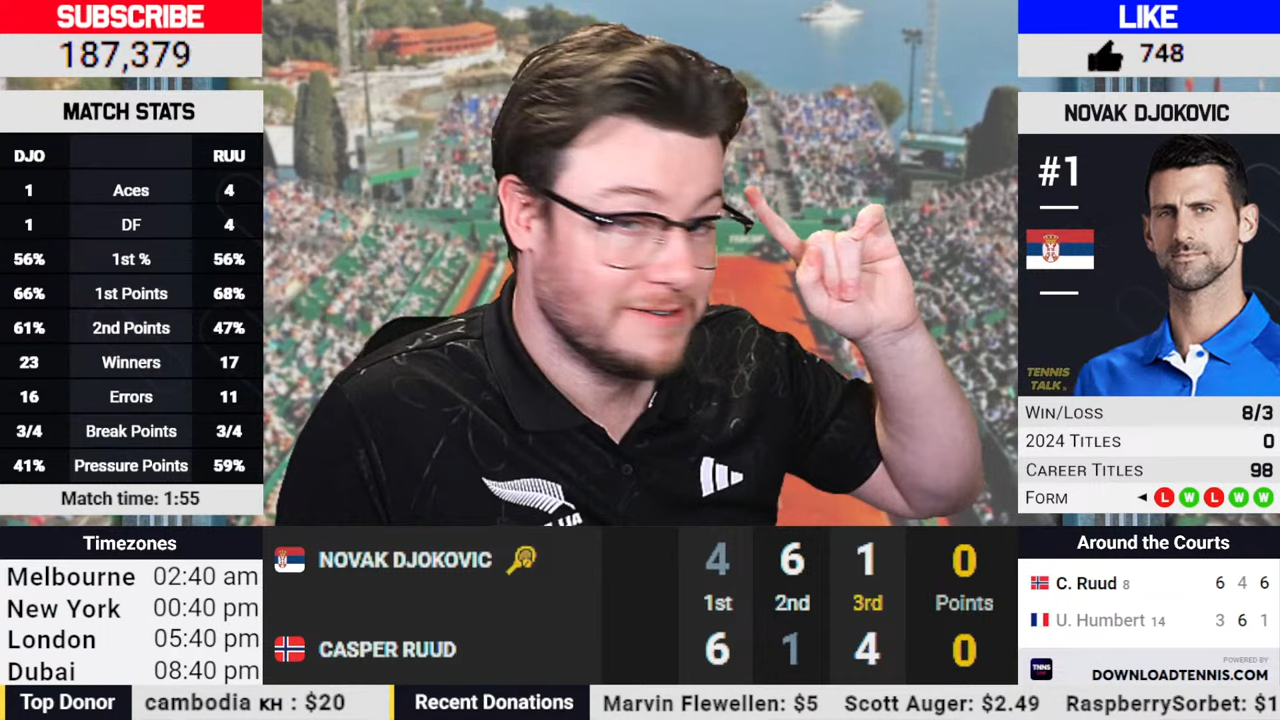 SUBSCRIBE
187,379
MATCH STATS
DJO RUU
1 Aces 4
1 DF 4
56% 1st % 56%
66% 1st Points 68%
61% 2nd Points 47%
23 Winners 17
16 Errors 11
3/4 Break Points 3/4
41% Pressure Points 59%
Match time: 1:55
Timezones
Melbourne 02:40 am
New York 00:40 pm
London 05:40 pm
Dubai 08:40 pm
LIKE
748
NOVAK DJOKOVIC
#1
TENNIS
TALK.
WIN/LOSS 8/3
2024 TITLES 0
CAREER TITLES 98
FORM L W L W W
Around the Courts
C. Ruud 8 6 4 6
U. Humbert 14 3 6 1
TNNS
POWERED BY
DOWNLOADTENNIS.COM
NOVAK DJOKOVIC 4 6 1 0
1st 2nd 3rd Points
CASPER RUUD 6 1 4 0
Top Donor cambodia KH : $20 Recent Donations Marvin Flewellen: $5 Scott Auger: $2.49 RaspberrySorbet: $1